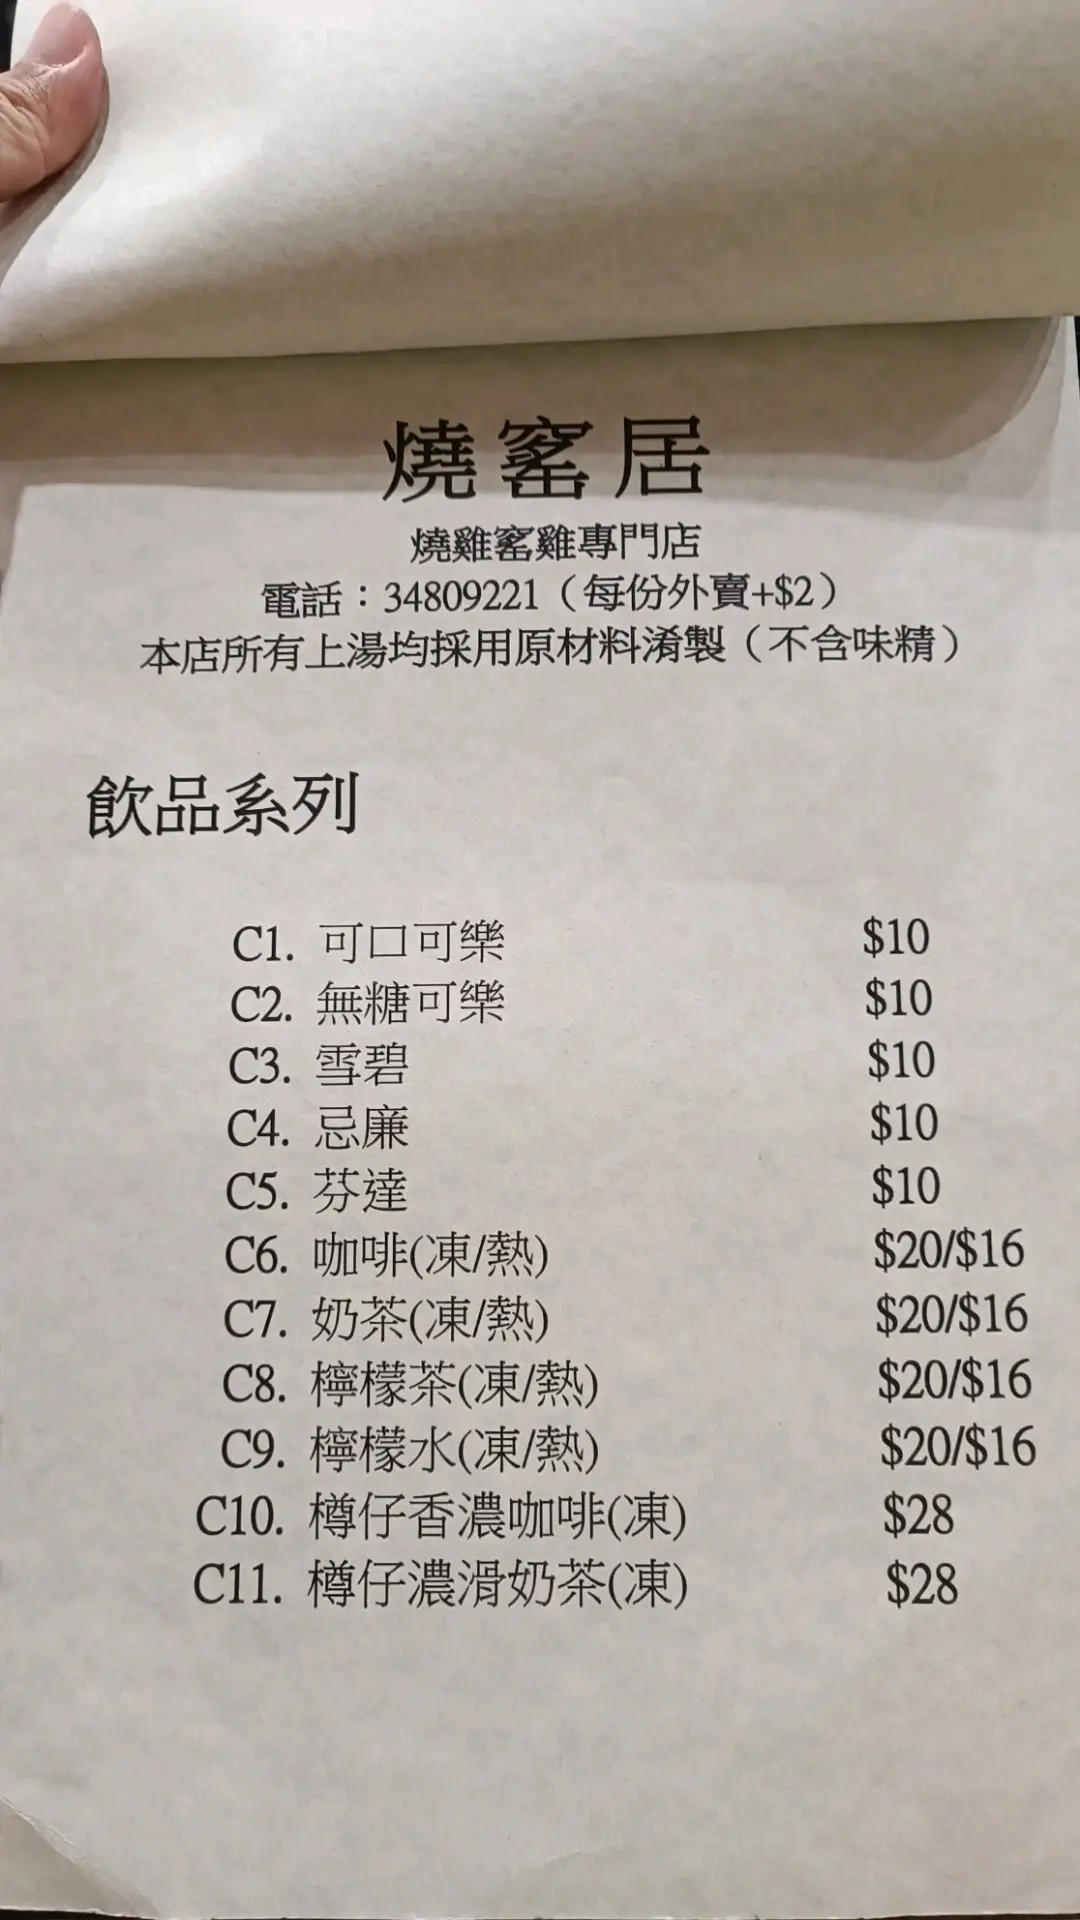 燒窰居
燒雞窰雞專門店
電話：34809221（每份外賣+$2）
本店所有上湯均採用原材料淆製（不含味精）
飲品系列
C1. 可口可樂 $10
C2. 無糖可樂 $10
C3. 雪碧 $10
C4. 忌廉 $10
C5. 芬達 $10
C6. 咖啡(凍/熱) $20/$16
C7. 奶茶(凍/熱) $20/$16
C8. 檸檬茶(凍/熱) $20/$16
C9. 檸檬水(凍/熱) $20/$16
C10. 樽仔香濃咖啡(凍) $28
C11. 樽仔濃滑奶茶(凍) $28